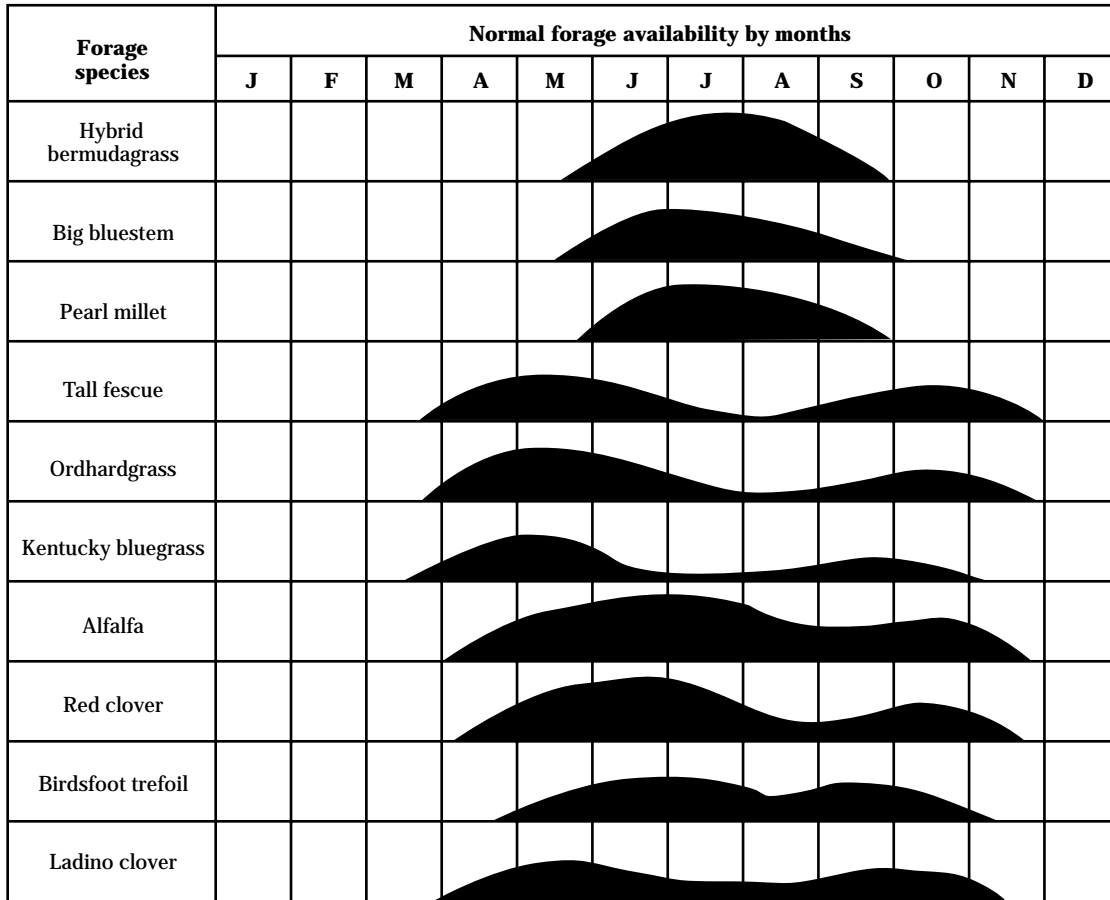 Forage
species
Normal forage availability by months
J F M A M J J A S O N D
Hybrid
bermudagrass
Big bluestem
Pearl millet
Tall fescue
Ordhardgrass
Kentucky bluegrass
Alfalfa
Red clover
Birdsfoot trefoil
Ladino clover